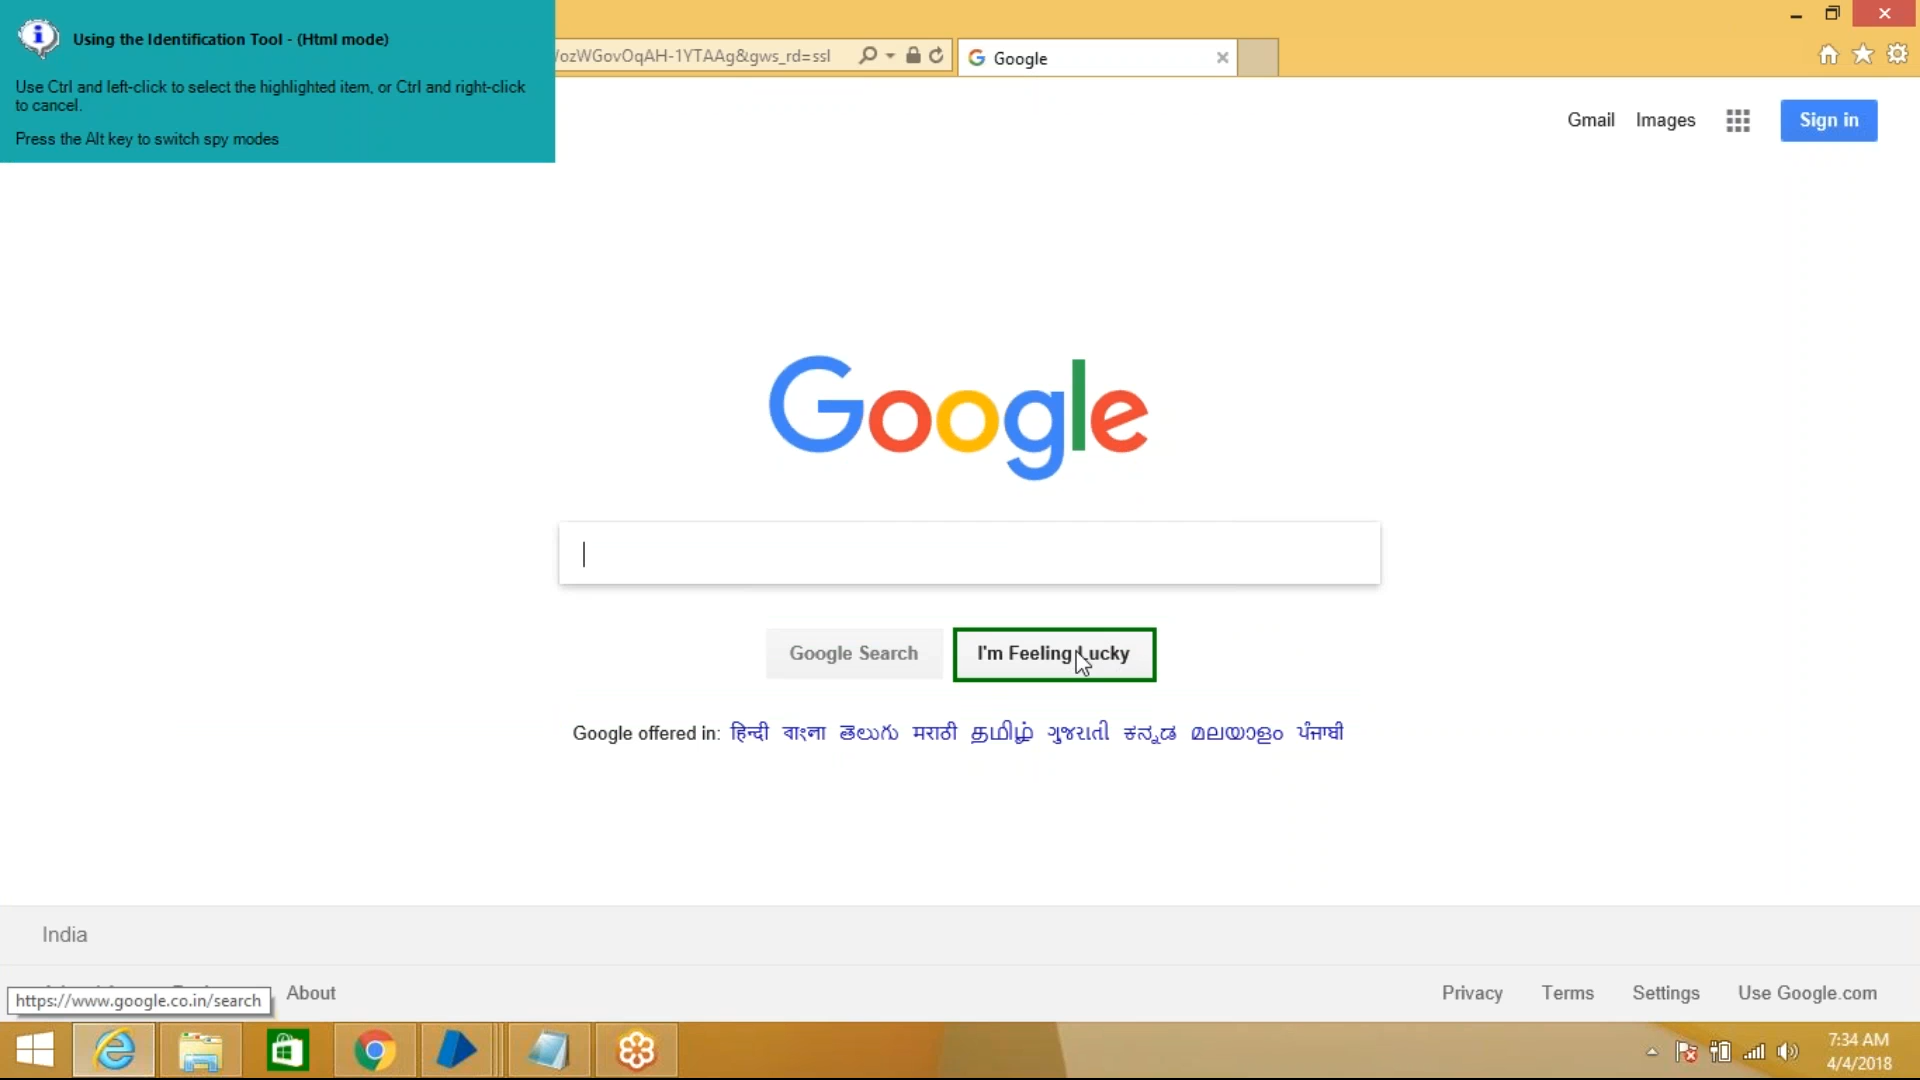 Using the Identification Tool - (Html mode)
Use Ctrl and left-click to select the highlighted item, or Ctrl and right-click
to cancel.
Press the Alt key to switch spy modes
/ozWGovOqAH-1YTAAg&gws_rd=ssl
Google
Gmail Images Sign in
Google
Google Search I'm Feeling Lucky
Google offered in: हिन्दी বাংলা తెలుగు मराठी தமிழ் ગુજરાતી ಕನ್ನಡ മലയാളം ਪੰਜਾਬੀ
India
https://www.google.co.in/search
About Privacy Terms Settings Use Google.com
7:34 AM
4/4/2018